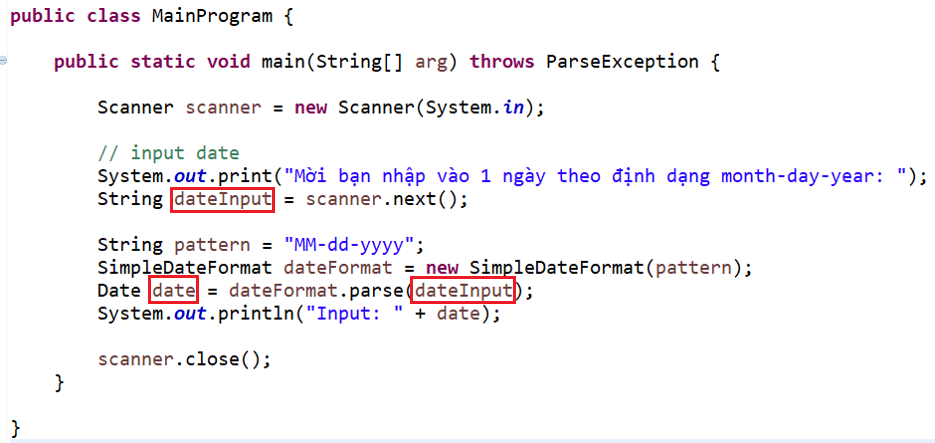 public class MainProgram {
public static void main(String[] arg) throws ParseException {
Scanner scanner = new Scanner(System.in);
// input date
System.out.print("Mời bạn nhập vào 1 ngày theo định dạng month-day-year: ");
String dateInput = scanner.next();
String pattern = "MM-dd-yyyy";
SimpleDateFormat dateFormat = new SimpleDateFormat(pattern);
Date date = dateFormat.parse(dateInput);
System.out.println("Input: " + date);
scanner.close();
}
}